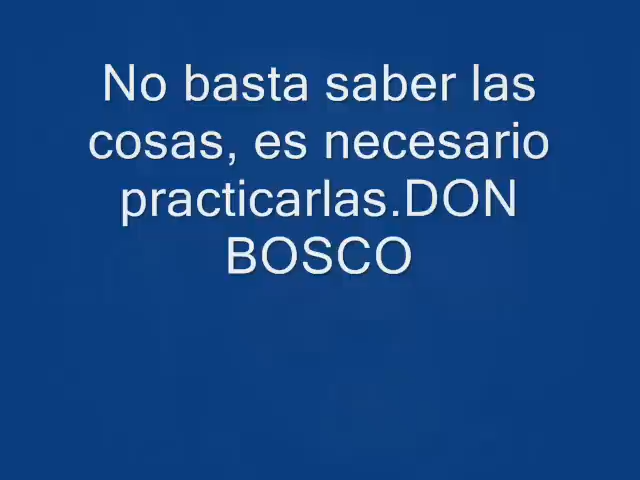 No basta saber las
cosas, es necesario
practicarlas.DON
BOSCO